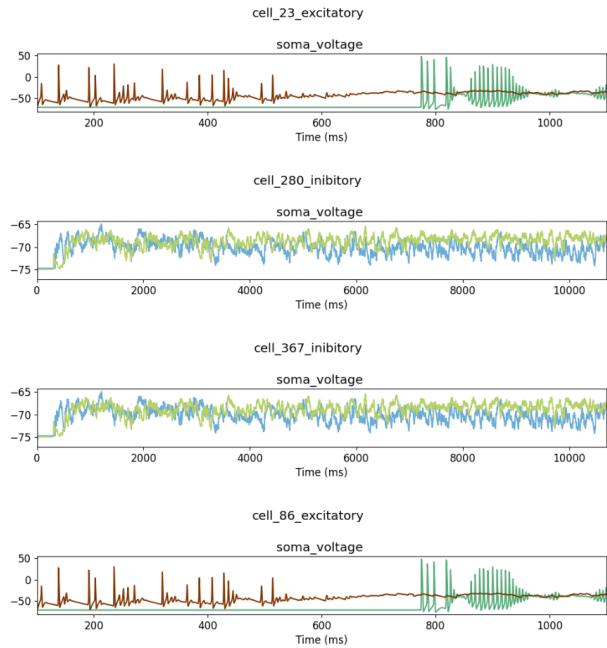 cell_23_excitatory
soma_voltage
50
0
−50
200 400 600 800 1000
Time (ms)
cell_280_inibitory
soma_voltage
−65
−70
−75
0 2000 4000 6000 8000 10000
Time (ms)
cell_367_inibitory
soma_voltage
−65
−70
−75
0 2000 4000 6000 8000 10000
Time (ms)
cell_86_excitatory
soma_voltage
50
0
−50
200 400 600 800 1000
Time (ms)